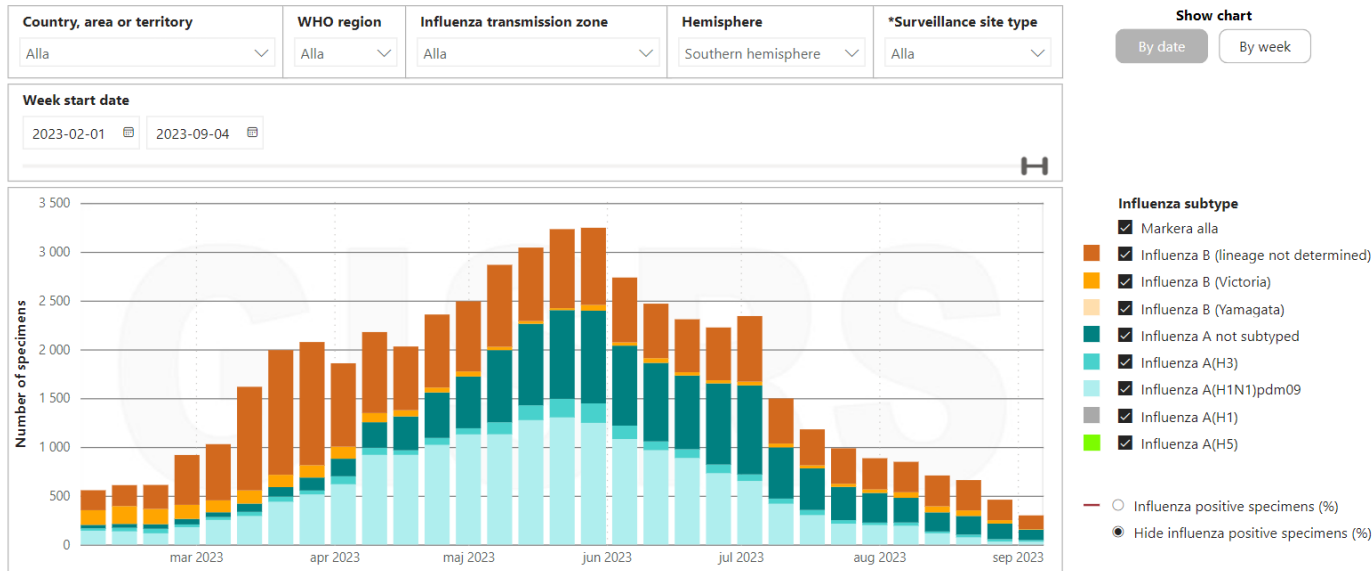 Country, area or territory
WHO region
Influenza transmission zone
Hemisphere
*Surveillance site type
Alla
Alla
Alla
Southern hemisphere
Alla
Show chart
By date
By week
Week start date
2023-02-01
2023-09-04
GISRS
Number of specimens
3 500
3 000
2 500
2 000
1 500
1 000
500
0
mar 2023
apr 2023
maj 2023
jun 2023
jul 2023
aug 2023
sep 2023
Influenza subtype
Markera alla
Influenza B (lineage not determined)
Influenza B (Victoria)
Influenza B (Yamagata)
Influenza A not subtyped
Influenza A(H3)
Influenza A(H1N1)pdm09
Influenza A(H1)
Influenza A(H5)
Influenza positive specimens (%)
Hide influenza positive specimens (%)